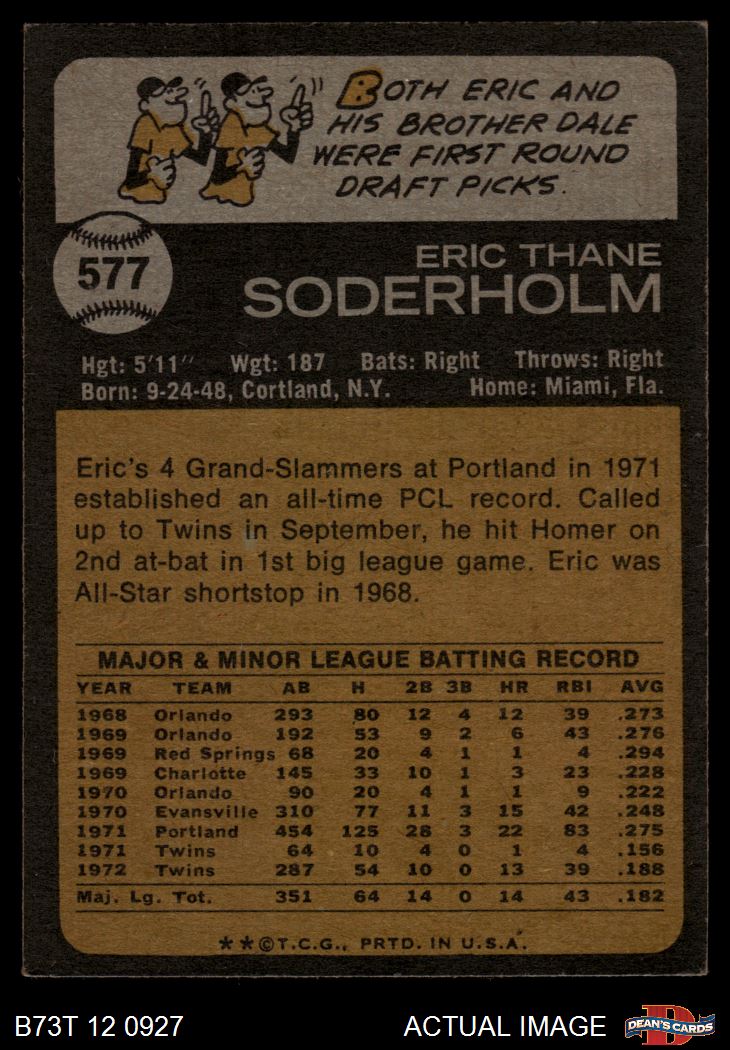 BOTH ERIC AND
HIS BROTHER DALE
WERE FIRST ROUND
DRAFT PICKS.
577
ERIC THANE
SODERHOLM
Hgt: 5'11" Wgt: 187 Bats: Right Throws: Right
Born: 9-24-48, Cortland, N.Y. Home: Miami, Fla.
Eric's 4 Grand-Slammers at Portland in 1971
established an all-time PCL record. Called
up to Twins in September, he hit Homer on
2nd at-bat in 1st big league game. Eric was
All-Star shortstop in 1968.
MAJOR & MINOR LEAGUE BATTING RECORD
YEAR TEAM AB H 2B 3B HR RBI AVG
1968 Orlando 293 80 12 4 12 39 .273
1969 Orlando 192 53 9 2 6 43 .276
1969 Red Springs 68 20 4 1 1 4 .294
1969 Charlotte 145 33 10 1 3 23 .228
1970 Orlando 90 20 4 1 1 9 .222
1970 Evansville 310 77 11 3 15 42 .248
1971 Portland 454 125 28 3 22 83 .275
1971 Twins 64 10 4 0 1 4 .156
1972 Twins 287 54 10 0 13 39 .188
Maj. Lg. Tot. 351 64 14 0 14 43 .182
**©T.C.G., PRTD. IN U.S.A.
B73T 12 0927 ACTUAL IMAGE D DEAN'S CARDS